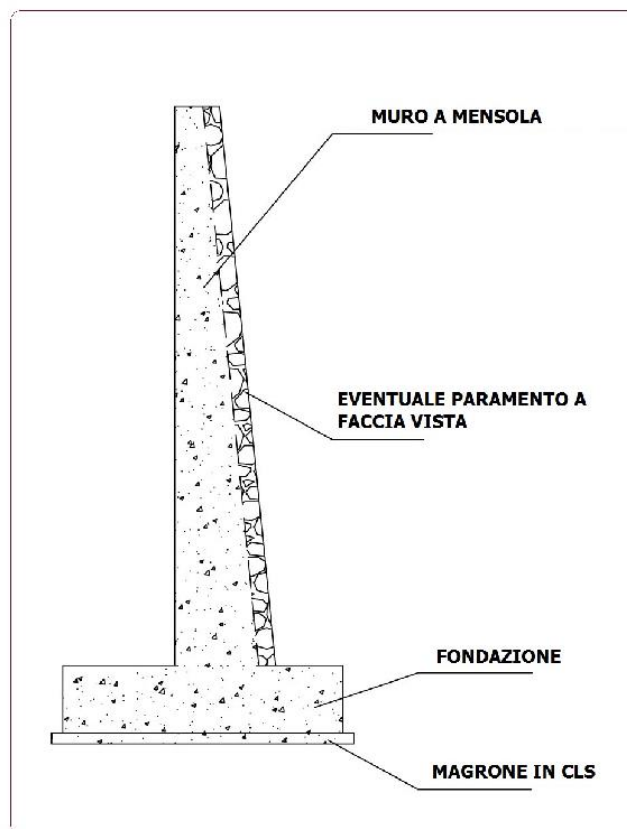 MURO A MENSOLA
EVENTUALE PARAMENTO A
FACCIA VISTA
FONDAZIONE
MAGRONE IN CLS